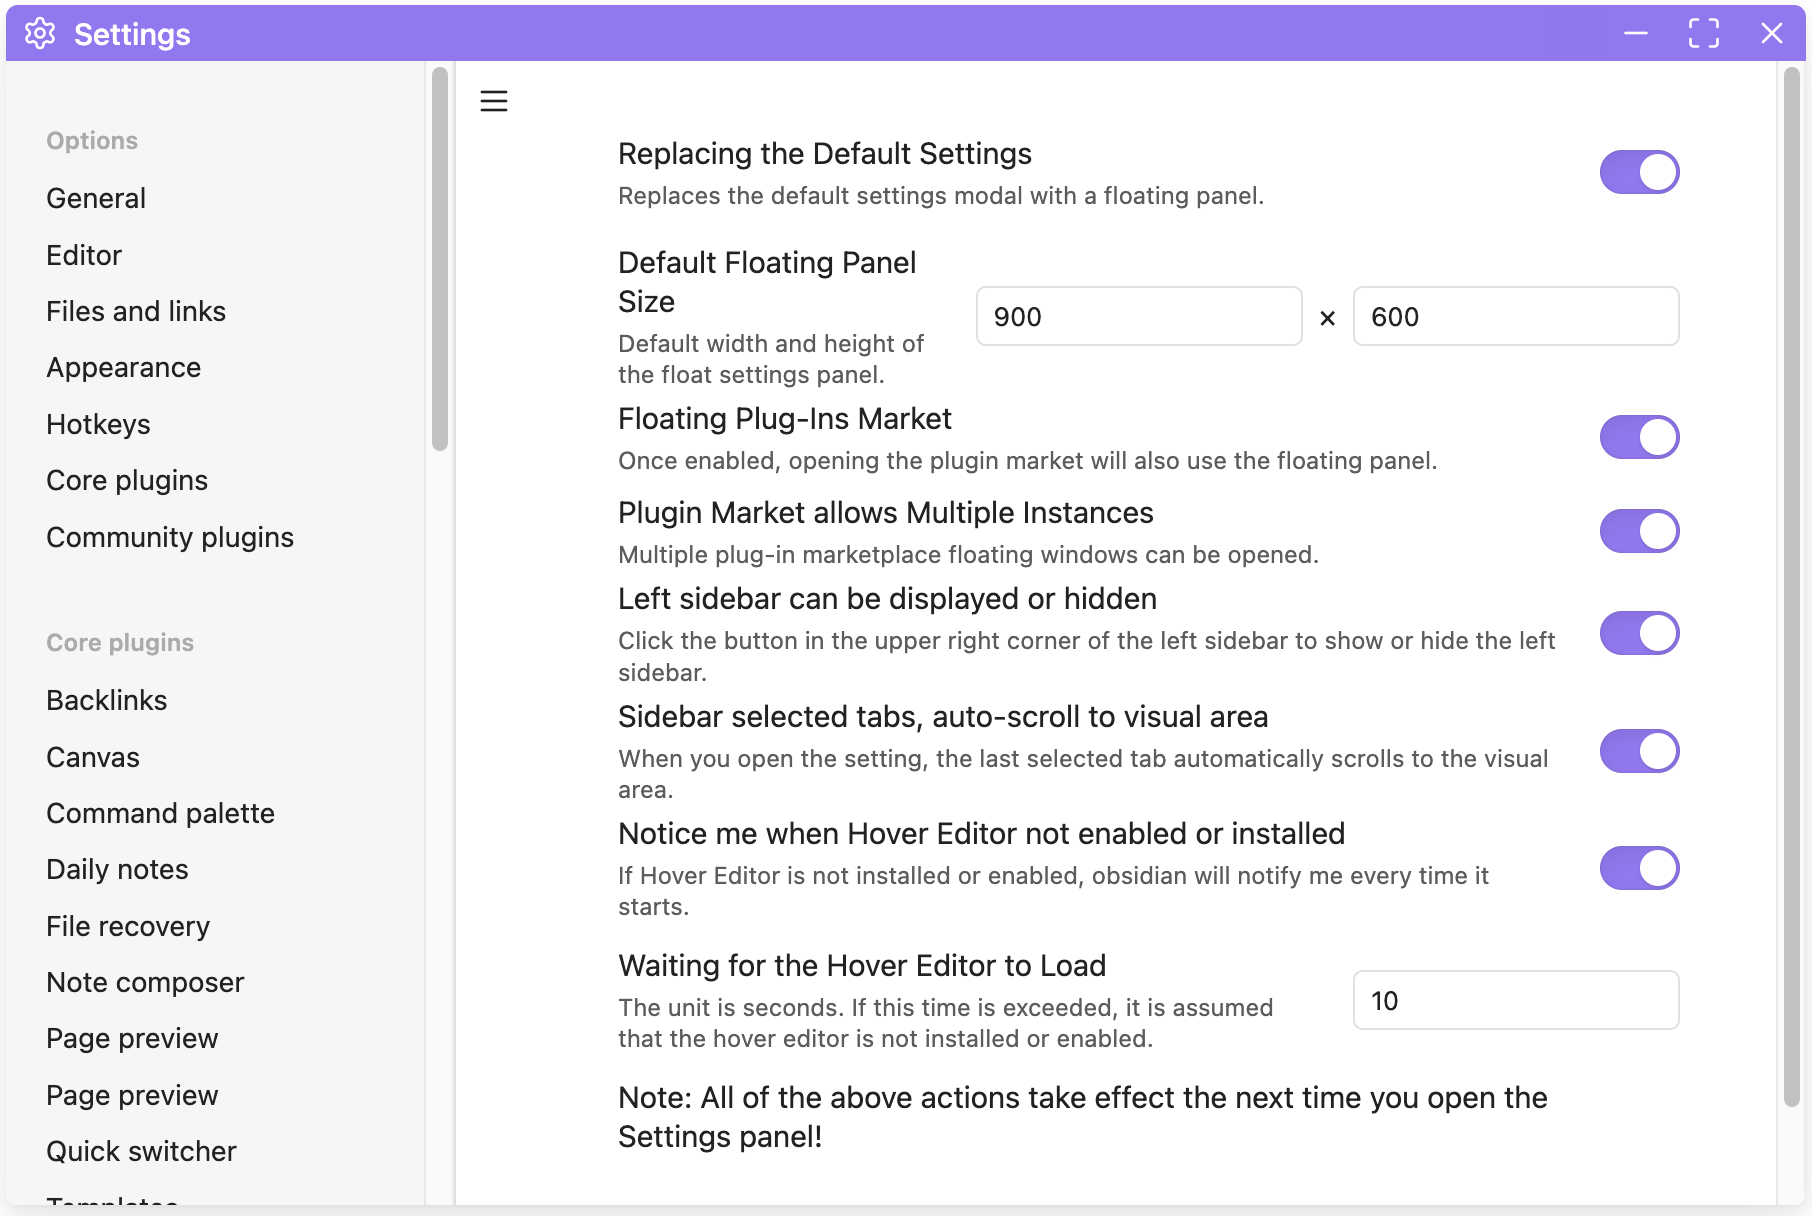 Settings
Options
General
Editor
Files and links
Appearance
Hotkeys
Core plugins
Community plugins
Core plugins
Backlinks
Canvas
Command palette
Daily notes
File recovery
Note composer
Page preview
Page preview
Quick switcher
Templates
Replacing the Default Settings
Replaces the default settings modal with a floating panel.
Default Floating Panel
Size
Default width and height of
the float settings panel.
900 × 600
Floating Plug-Ins Market
Once enabled, opening the plugin market will also use the floating panel.
Plugin Market allows Multiple Instances
Multiple plug-in marketplace floating windows can be opened.
Left sidebar can be displayed or hidden
Click the button in the upper right corner of the left sidebar to show or hide the left
sidebar.
Sidebar selected tabs, auto-scroll to visual area
When you open the setting, the last selected tab automatically scrolls to the visual
area.
Notice me when Hover Editor not enabled or installed
If Hover Editor is not installed or enabled, obsidian will notify me every time it
starts.
Waiting for the Hover Editor to Load
The unit is seconds. If this time is exceeded, it is assumed
that the hover editor is not installed or enabled.
10
Note: All of the above actions take effect the next time you open the
Settings panel!